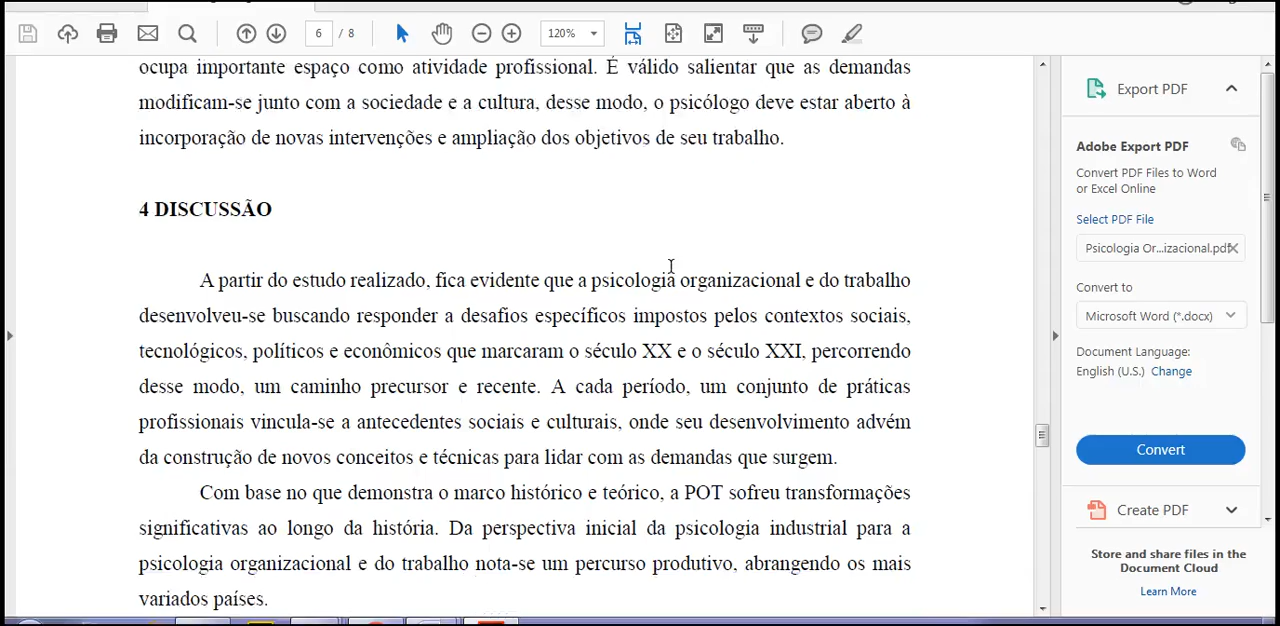 6 / 8
120%
ocupa importante espaço como atividade profissional. É válido salientar que as demandas
modificam-se junto com a sociedade e a cultura, desse modo, o psicólogo deve estar aberto à
incorporação de novas intervenções e ampliação dos objetivos de seu trabalho.
4 DISCUSSÃO
A partir do estudo realizado, fica evidente que a psicologia organizacional e do trabalho
desenvolveu-se buscando responder a desafios específicos impostos pelos contextos sociais,
tecnológicos, políticos e econômicos que marcaram o século XX e o século XXI, percorrendo
desse modo, um caminho precursor e recente. A cada período, um conjunto de práticas
profissionais vincula-se a antecedentes sociais e culturais, onde seu desenvolvimento advém
da construção de novos conceitos e técnicas para lidar com as demandas que surgem.
Com base no que demonstra o marco histórico e teórico, a POT sofreu transformações
significativas ao longo da história. Da perspectiva inicial da psicologia industrial para a
psicologia organizacional e do trabalho nota-se um percurso produtivo, abrangendo os mais
variados países.
Export PDF
Adobe Export PDF
Convert PDF Files to Word
or Excel Online
Select PDF File
Psicologia Or...izacional.pdf
Convert to
Microsoft Word (*.docx)
Document Language:
English (U.S.) Change
Convert
Create PDF
Store and share files in the
Document Cloud
Learn More